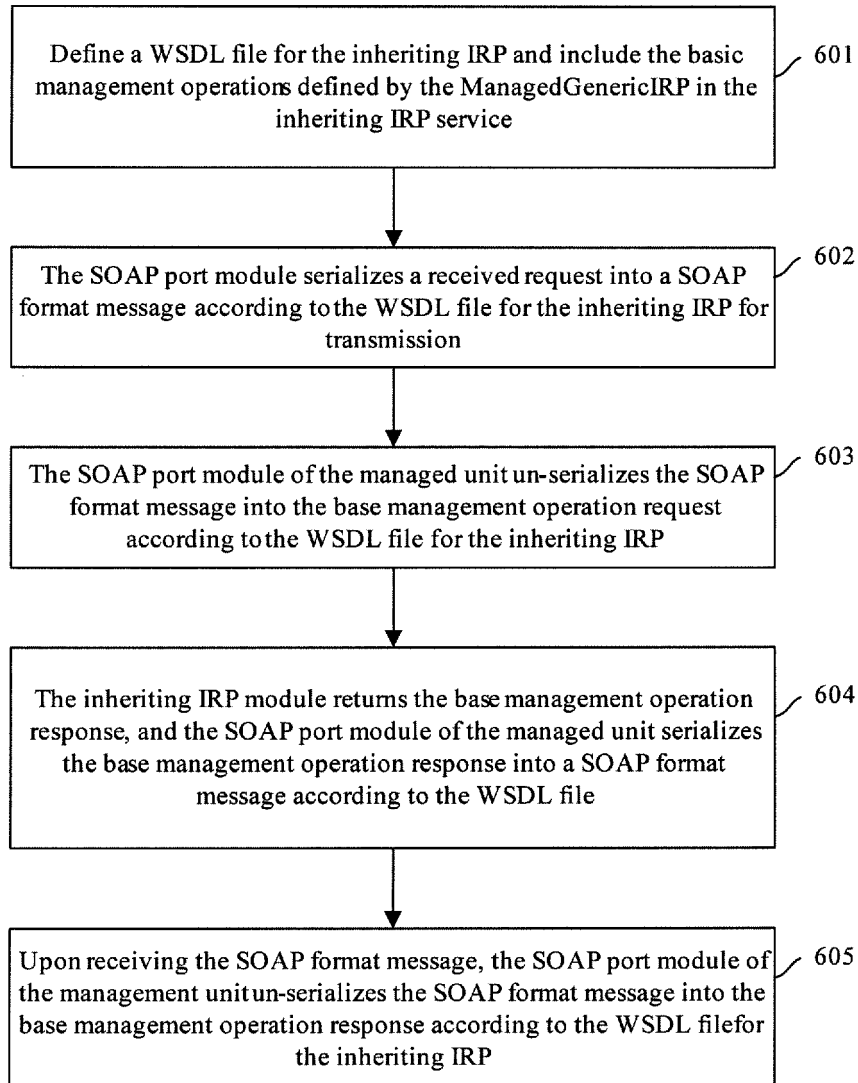 Define a WSDL file for the inheriting IRP and include the basic
management operations defined by the ManagedGenericIRP in the
inheriting IRP service
601
The SOAP port module serializes a received request into a SOAP
format message according to the WSDL file for the inheriting IRP for
transmission
602
The SOAP port module of the managed unit un-serializes the SOAP
format message into the base management operation request
according to the WSDL file for the inheriting IRP
603
The inheriting IRP module returns the base management operation
response, and the SOAP port module of the managed unit serializes
the base management operation response into a SOAP format
message according to the WSDL file
604
Upon receiving the SOAP format message, the SOAP port module of
the management unit un-serializes the SOAP format message into the
base management operation response according to the WSDL filefor
the inheriting IRP
605